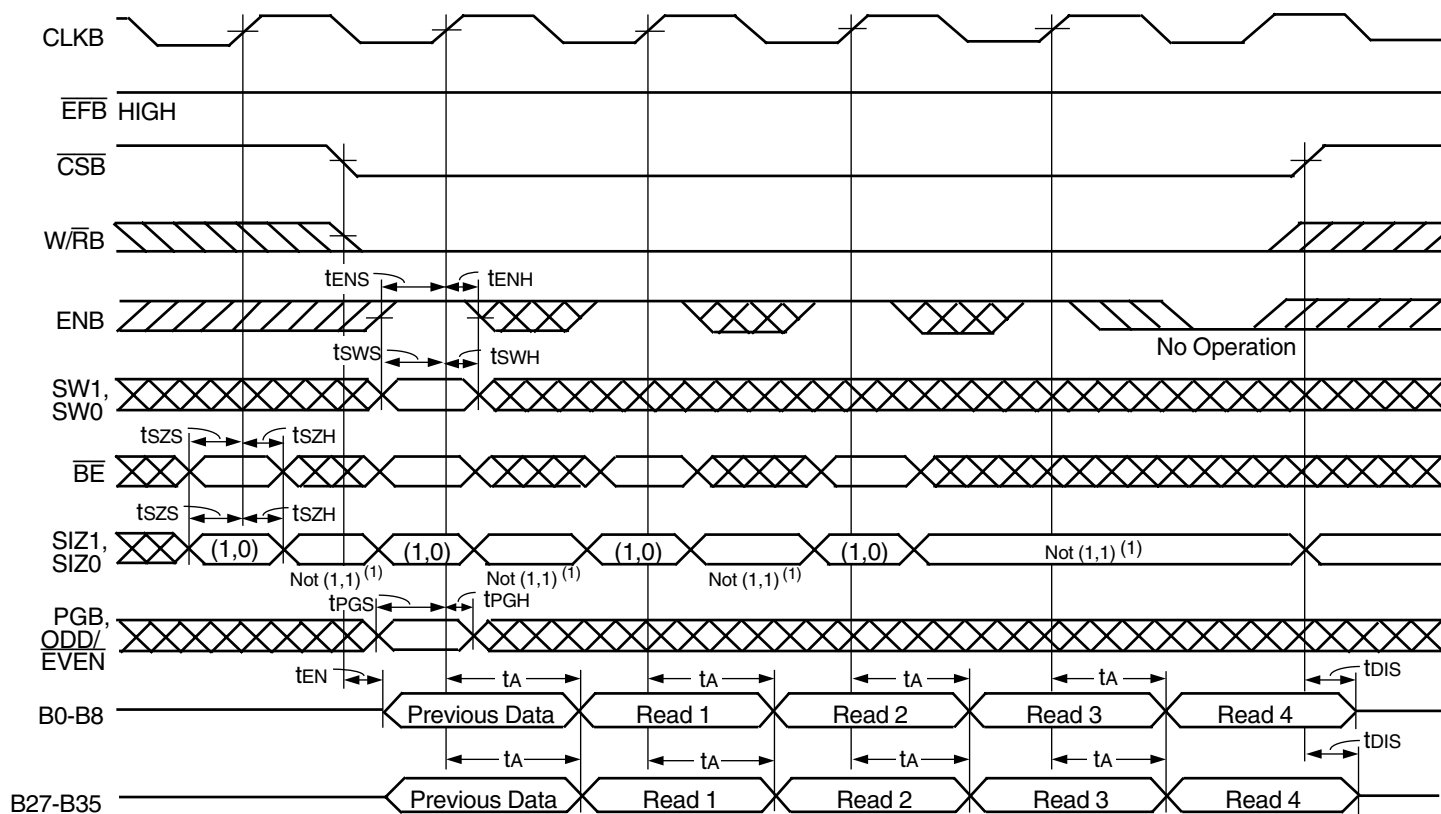 CLKB
EFB HIGH
CSB
W/RB
tENS tENH
ENB
No Operation
tSWS tSWH
SW1,
SW0
tSZS tSZH
BE
tSZS tSZH
SIZ1,
SIZ0
(1,0) (1,0) (1,0) (1,0) Not (1,1) (1)
Not (1,1) (1) Not (1,1) (1) Not (1,1) (1)
tPGS tPGH
PGB,
ODD/
EVEN
tEN tA tA tA tA tDIS
B0-B8 Previous Data Read 1 Read 2 Read 3 Read 4
tA tA tA tA tDIS
B27-B35 Previous Data Read 1 Read 2 Read 3 Read 4